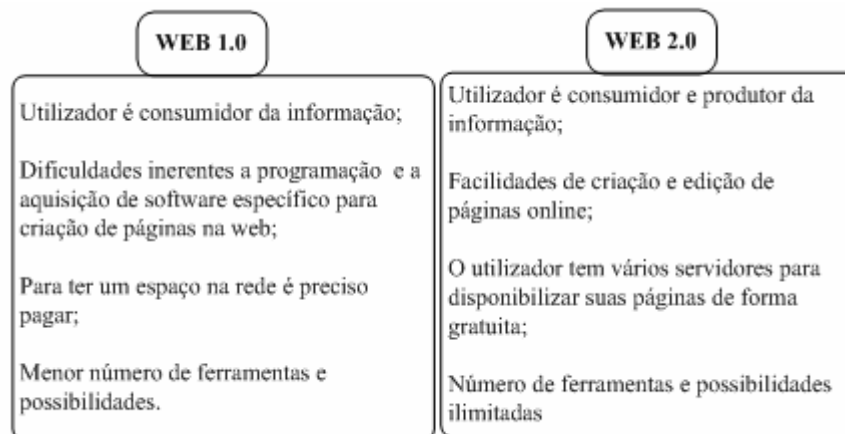 WEB 1.0
Utilizador é consumidor da informação;
Dificuldades inerentes a programação e a
aquisição de software específico para
criação de páginas na web;
Para ter um espaço na rede é preciso
pagar;
Menor número de ferramentas e
possibilidades.
WEB 2.0
Utilizador é consumidor e produtor da
informação;
Facilidades de criação e edição de
páginas online;
O utilizador tem vários servidores para
disponibilizar suas páginas de forma
gratuita;
Número de ferramentas e possibilidades
ilimitadas